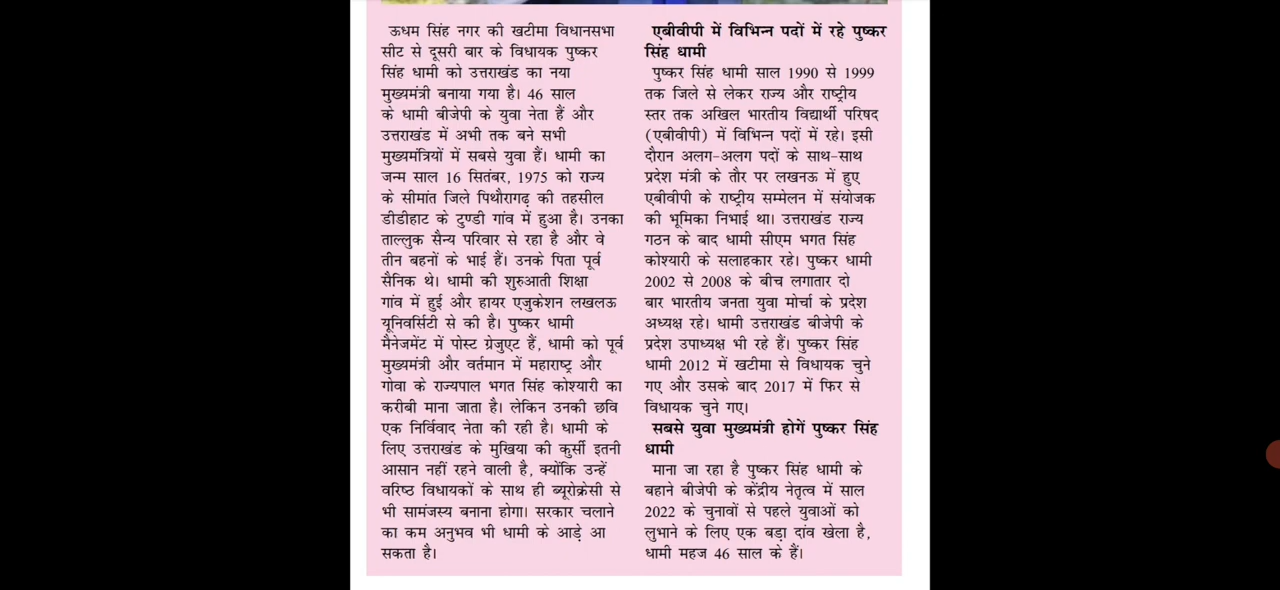 ऊधम सिंह नगर की खटीमा विधानसभा
सीट से दूसरी बार के विधायक पुष्कर
सिंह धामी को उत्तराखंड का नया
मुख्यमंत्री बनाया गया है। 46 साल
के धामी बीजेपी के युवा नेता हैं और
उत्तराखंड में अभी तक बने सभी
मुख्यमंत्रियों में सबसे युवा हैं। धामी का
जन्म साल 16 सितंबर, 1975 को राज्य
के सीमांत जिले पिथौरागढ़ की तहसील
डीडीहाट के टुण्डी गांव में हुआ है। उनका
ताल्लुक सैन्य परिवार से रहा है और वे
तीन बहनों के भाई हैं। उनके पिता पूर्व
सैनिक थे। धामी की शुरुआती शिक्षा
गांव में हुई और हायर एजुकेशन लखलऊ
यूनिवर्सिटी से की है। पुष्कर धामी
मैनेजमेंट में पोस्ट ग्रेजुएट हैं, धामी को पूर्व
मुख्यमंत्री और वर्तमान में महाराष्ट्र और
गोवा के राज्यपाल भगत सिंह कोश्यारी का
करीबी माना जाता है। लेकिन उनकी छवि
एक निर्विवाद नेता की रही है। धामी के
लिए उत्तराखंड के मुखिया की कुर्सी इतनी
आसान नहीं रहने वाली है, क्योंकि उन्हें
वरिष्ठ विधायकों के साथ ही ब्यूरोक्रेसी से
भी सामंजस्य बनाना होगा। सरकार चलाने
का कम अनुभव भी धामी के आड़े आ
सकता है।
एबीवीपी में विभिन्न पदों में रहे पुष्कर
सिंह धामी
पुष्कर सिंह धामी साल 1990 से 1999
तक जिले से लेकर राज्य और राष्ट्रीय
स्तर तक अखिल भारतीय विद्यार्थी परिषद
(एबीवीपी) में विभिन्न पदों में रहे। इसी
दौरान अलग-अलग पदों के साथ-साथ
प्रदेश मंत्री के तौर पर लखनऊ में हुए
एबीवीपी के राष्ट्रीय सम्मेलन में संयोजक
की भूमिका निभाई था। उत्तराखंड राज्य
गठन के बाद धामी सीएम भगत सिंह
कोश्यारी के सलाहकार रहे। पुष्कर धामी
2002 से 2008 के बीच लगातार दो
बार भारतीय जनता युवा मोर्चा के प्रदेश
अध्यक्ष रहे। धामी उत्तराखंड बीजेपी के
प्रदेश उपाध्यक्ष भी रहे हैं। पुष्कर सिंह
धामी 2012 में खटीमा से विधायक चुने
गए और उसके बाद 2017 में फिर से
विधायक चुने गए।
सबसे युवा मुख्यमंत्री होगें पुष्कर सिंह
धामी
माना जा रहा है पुष्कर सिंह धामी के
बहाने बीजेपी के केंद्रीय नेतृत्व में साल
2022 के चुनावों से पहले युवाओं को
लुभाने के लिए एक बड़ा दांव खेला है,
धामी महज 46 साल के हैं।